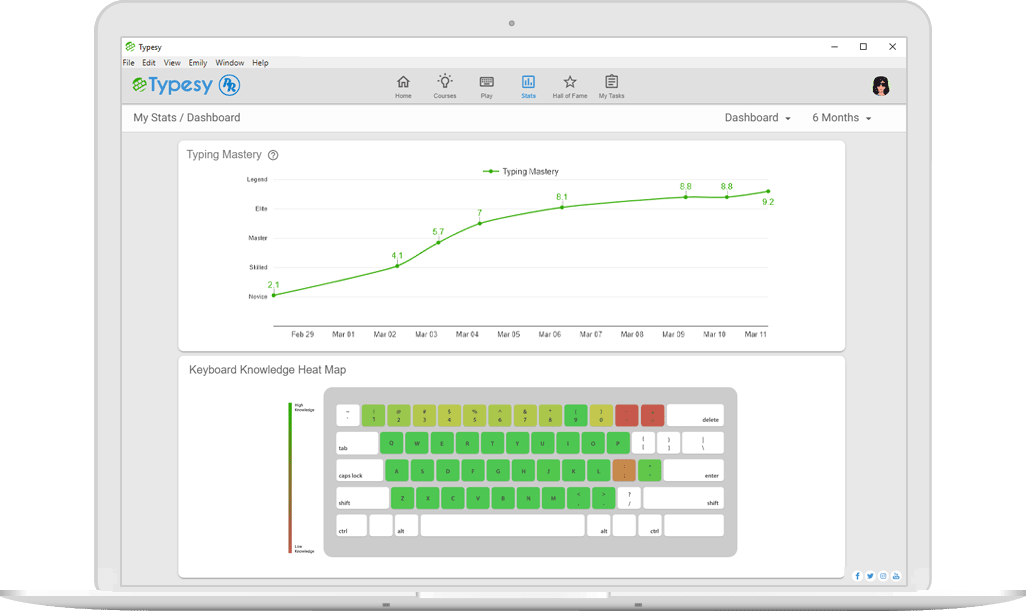 Typesy
File Edit View Emily Window Help
Typesy
Home Courses Play Stats Hall of Fame My Tasks
My Stats / Dashboard Dashboard 6 Months
Typing Mastery ?
Typing Mastery
Legend
Elite
Master
Skilled
Novice
2.1 4.1 5.7 7 8.1 8.8 8.8 9.2
Feb 29 Mar 01 Mar 02 Mar 03 Mar 04 Mar 05 Mar 06 Mar 07 Mar 08 Mar 09 Mar 10 Mar 11
Keyboard Knowledge Heat Map
High
Knowledge
! @ # $ % ^ & * ( )
1 2 3 4 5 6 7 8 9 0 delete
tab Q W E R T Y U I O P
caps lock A S D F G H J K L enter
shift Z X C V B N M < > ? / shift
ctrl alt alt ctrl
Low
Knowledge